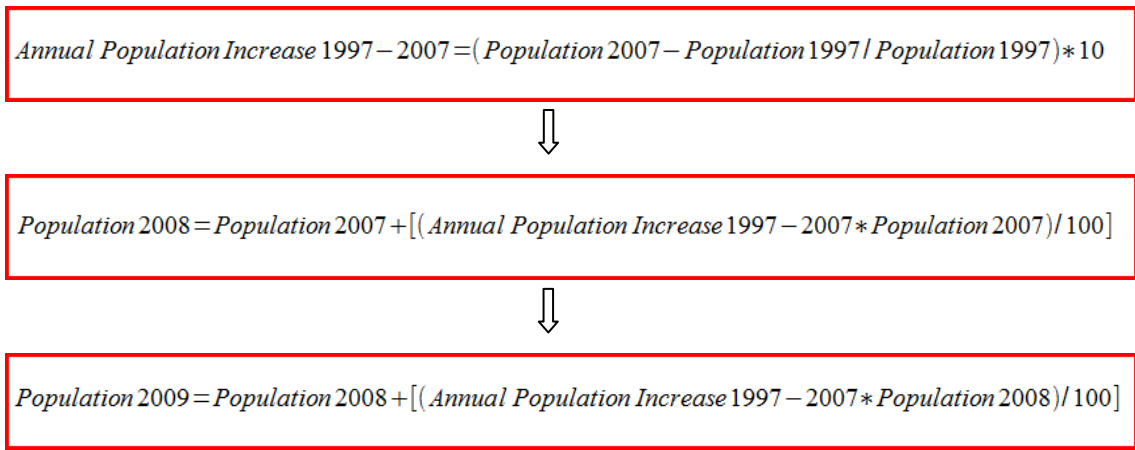 Annual Population Increase 1997−2007=(Population 2007−Population 1997/Population 1997)∗10
Population 2008=Population 2007+[(Annual Population Increase 1997−2007∗Population 2007)/100]
Population 2009=Population 2008+[(Annual Population Increase 1997−2007∗Population 2008)/100]